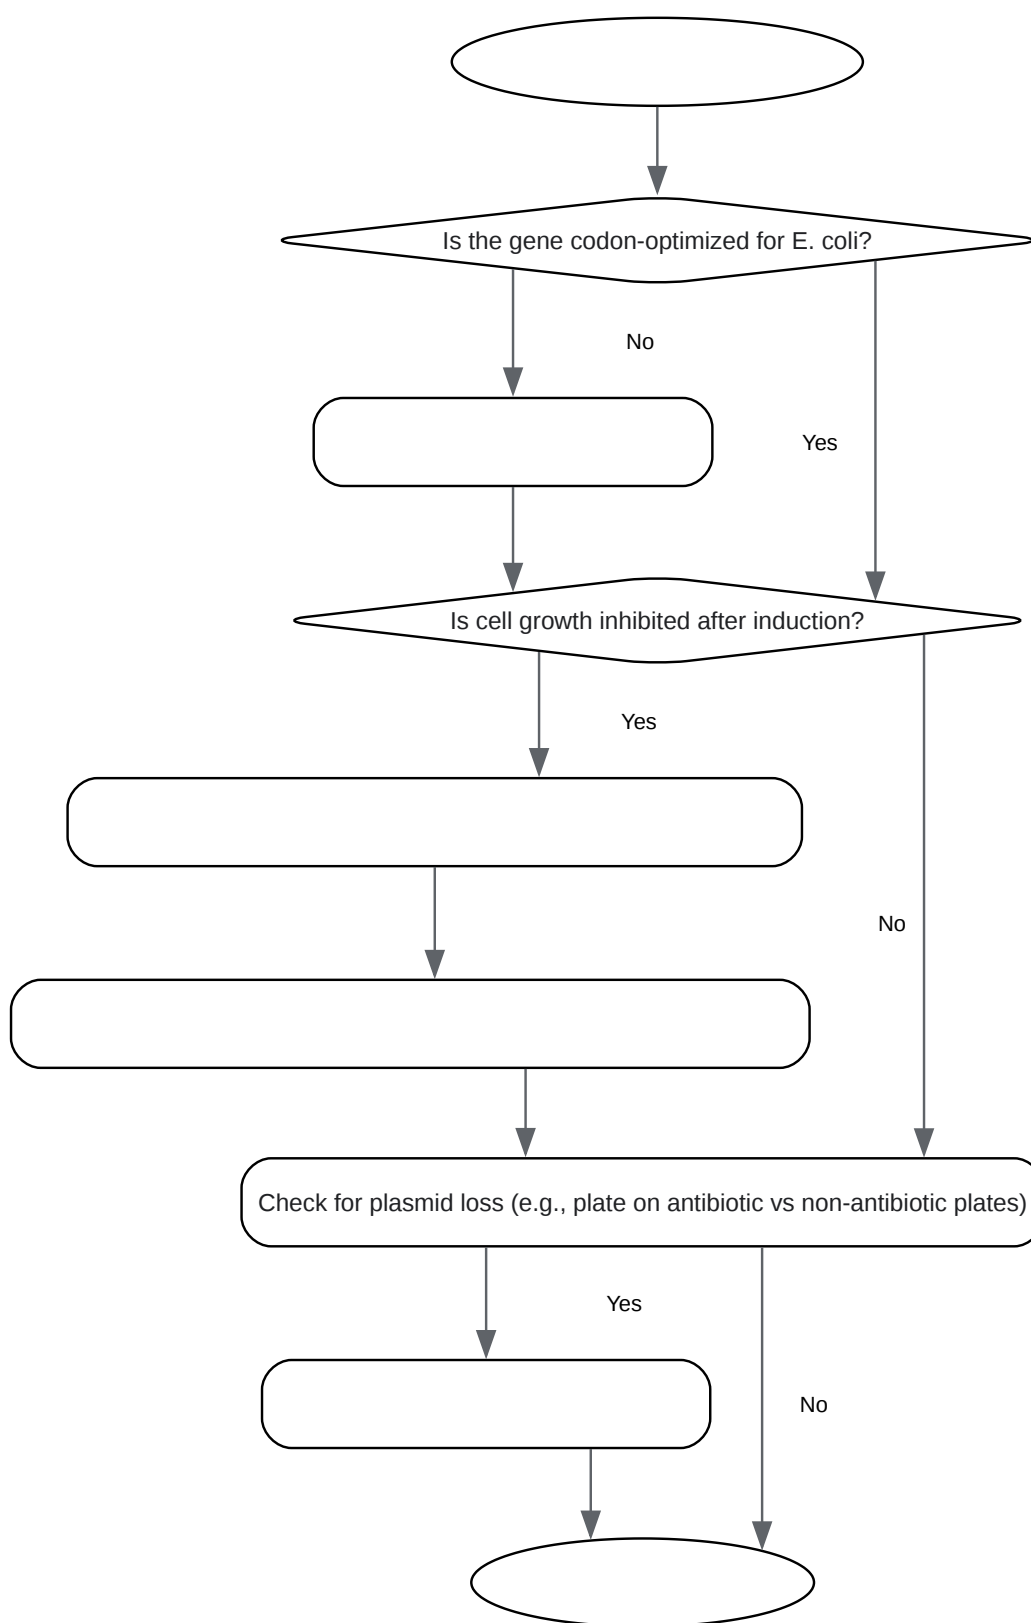 Is the gene codon-optimized for E. coli?
No
Yes
Is cell growth inhibited after induction?
Yes
No
Check for plasmid loss (e.g., plate on antibiotic vs non-antibiotic plates)
Yes
No